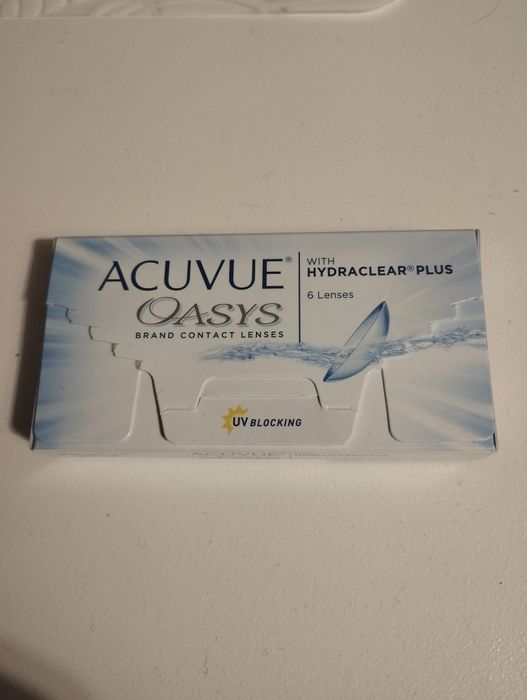 ACUVUE®
OASYS
BRAND CONTACT LENSES
WITH
HYDRACLEAR® PLUS
6 Lenses
UV BLOCKING